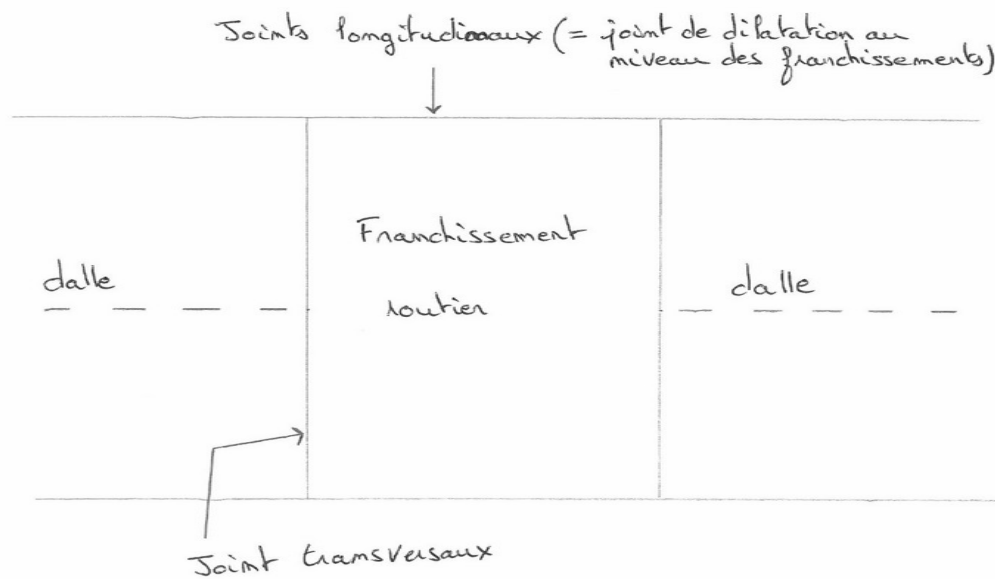 Joints longitudinaux (= joint de dilatation au
niveau des franchissements)
Franchissement
dalle
dalle
routier
Joint transversaux